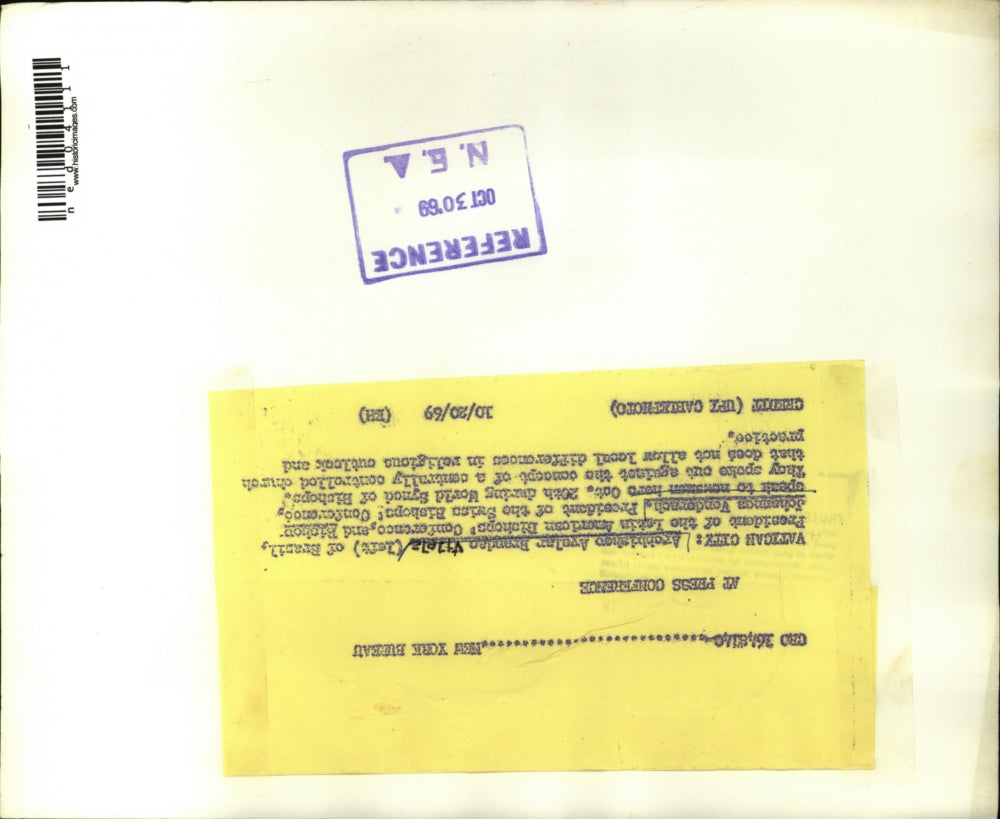 CBO 1648140...............................NEW YORK BUREAU
AT PRESS CONFERENCE
VATICAN CITY: Archbishop Avelar Brandao Vilela (left) of Brazil,
President of the Latin American Bishops' Conference, and Bishop
Johannes Vonderach, President of the Swiss Bishops' Conference,
speak to newsmen here Oct. 20th during World Synod of Bishops.
They spoke out against the concept of a centrally controlled church
that does not allow local differences in religious outlook and
practice.
CREDIT (UPI CABLEPHOTO) 10/20/69 (EH)
REFERENCE
OCT 30 '69
N. E. A.
ned04111
www.historicimages.com